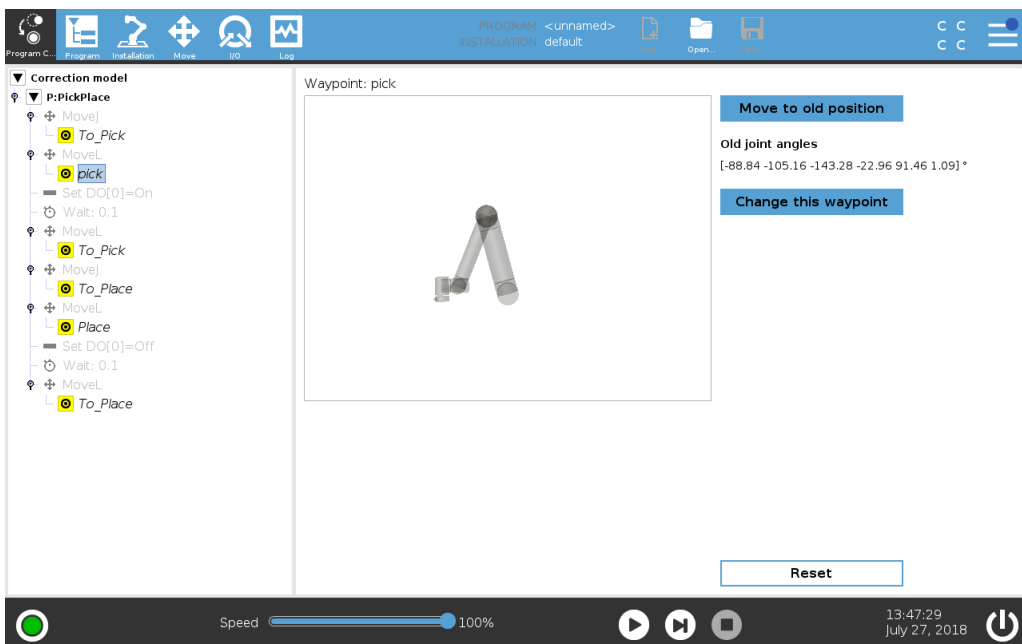 PROGRAM <unnamed>
INSTALLATION default
C C
C C
Program C...
Program
Installation
Move
I/O
Log
New...
Open...
Save...
Correction model
P:PickPlace
MoveJ
To_Pick
MoveL
pick
Set DO[0]=On
Wait: 0.1
MoveL
To_Pick
MoveJ
To_Place
MoveL
Place
Set DO[0]=Off
Wait: 0.1
MoveL
To_Place
Waypoint: pick
Move to old position
Old joint angles
[-88.84 -105.16 -143.28 -22.96 91.46 1.09] °
Change this waypoint
Reset
Speed
100%
13:47:29
July 27, 2018